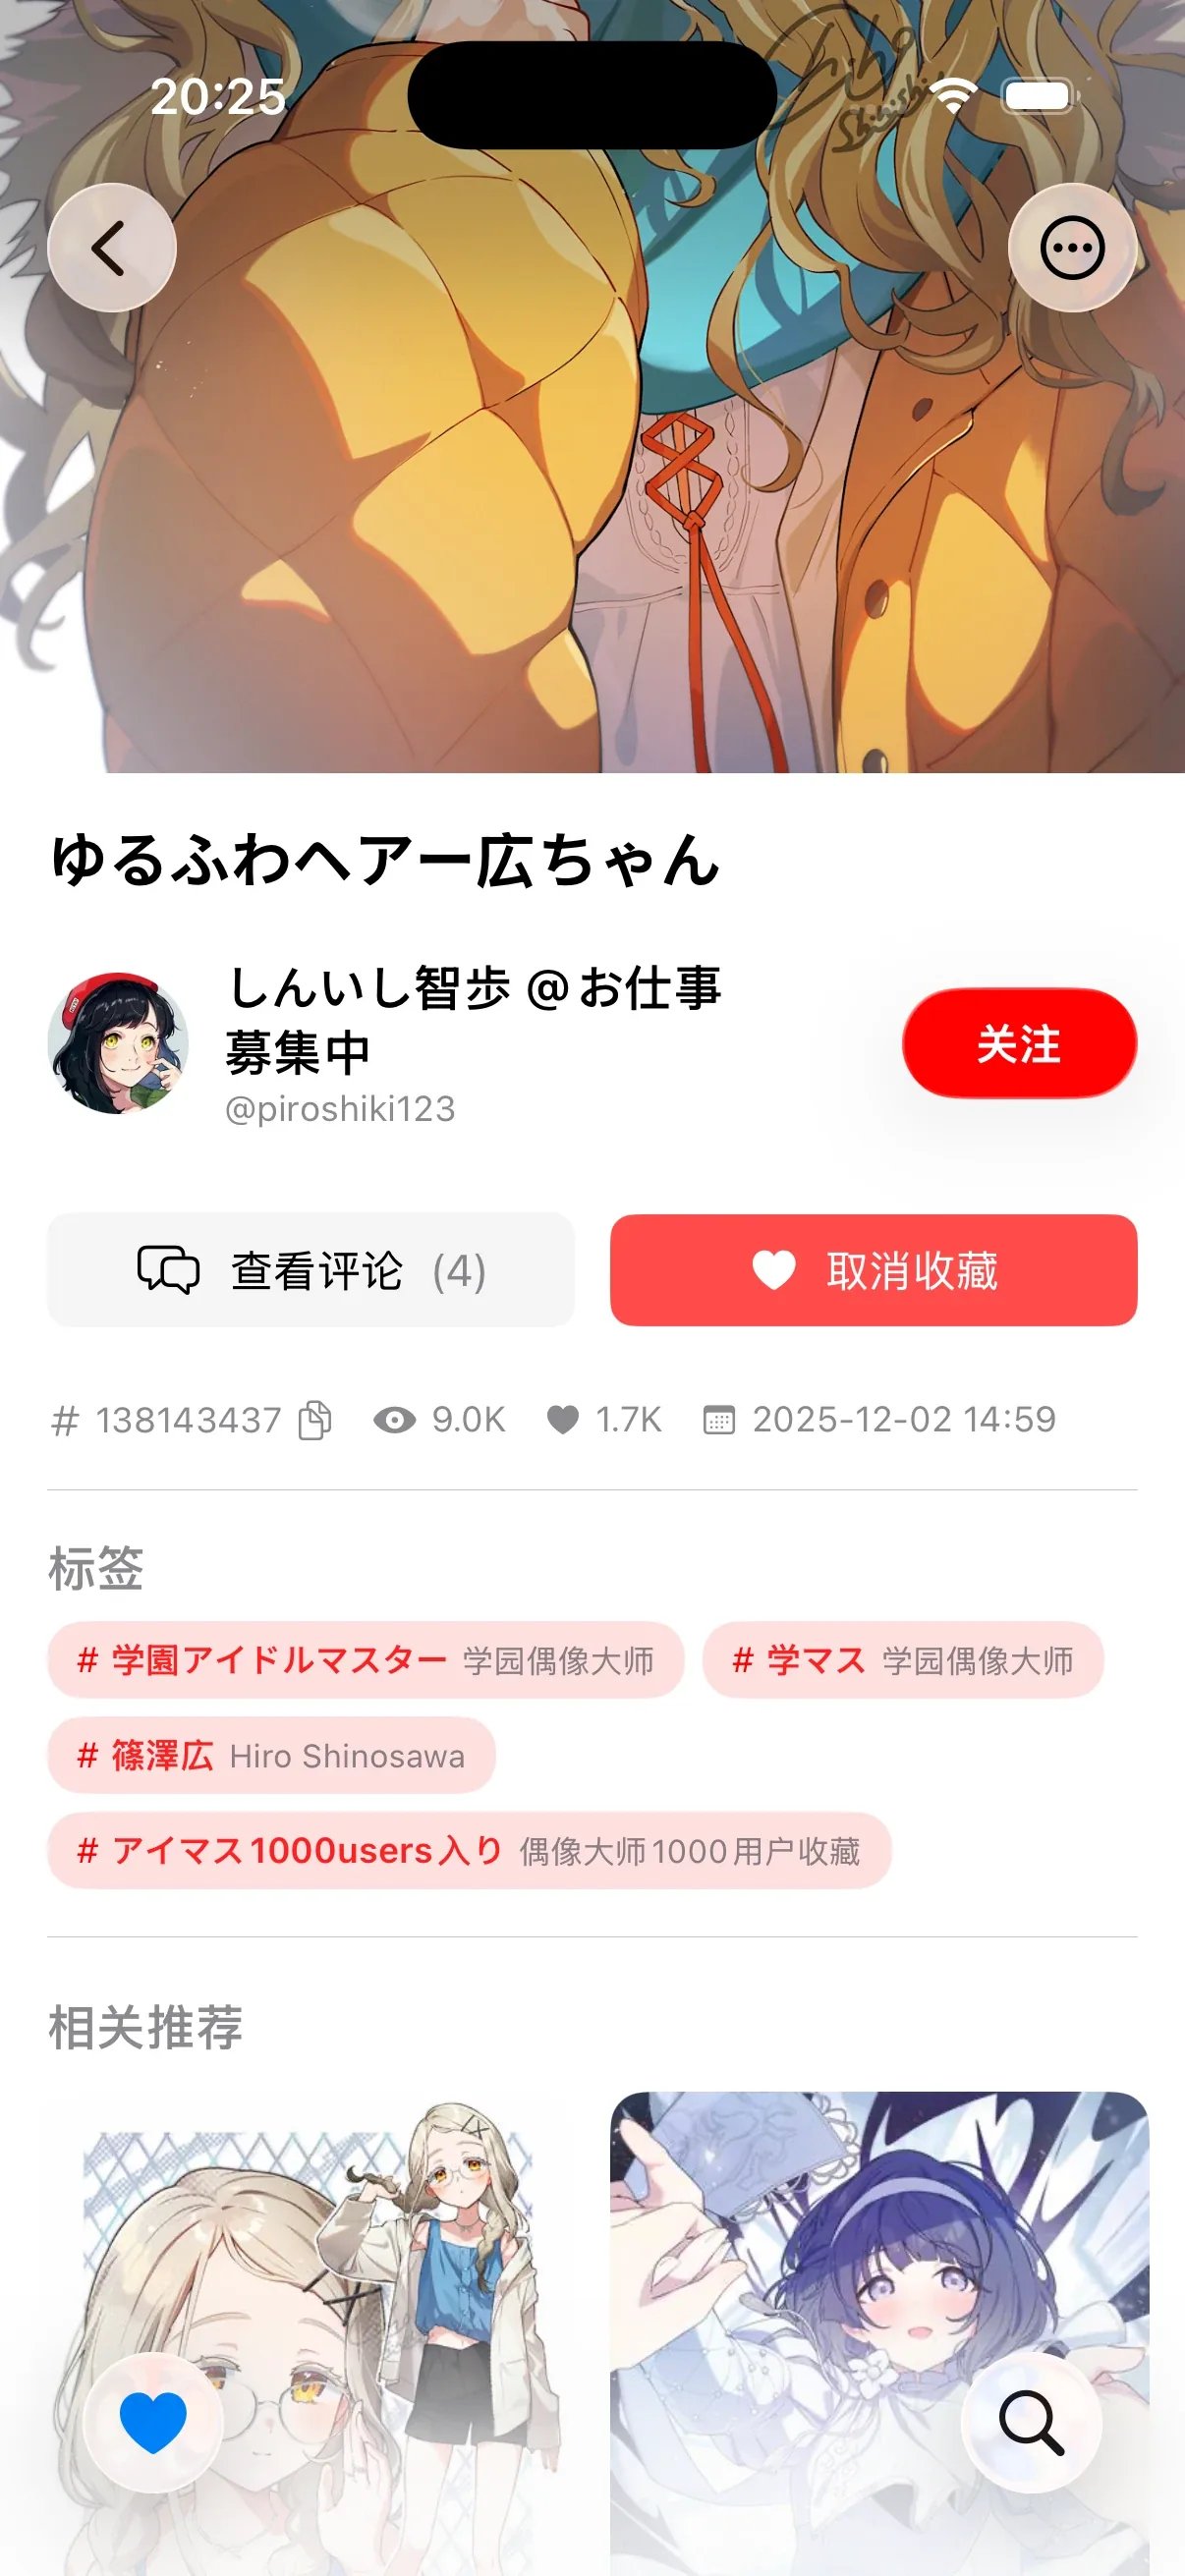 20:25
ゆるふわヘアー広ちゃん
しんいし智歩 @お仕事
募集中
@piroshiki123
关注
查看评论 (4)
取消收藏
# 138143437 9.0K 1.7K 2025-12-02 14:59
标签
# 学園アイドルマスター 学园偶像大师
# 学マス 学园偶像大师
# 篠澤広 Hiro Shinosawa
# アイマス1000users入り 偶像大师1000用户收藏
相关推荐